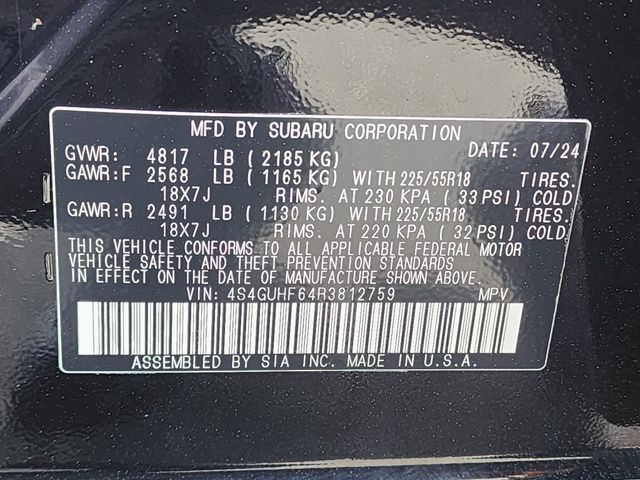 MFD BY SUBARU CORPORATION
GVWR: 4817 LB (2185 KG) DATE: 07/24
GAWR:F 2568 LB (1165 KG) WITH 225/55R18 TIRES.
18X7J RIMS. AT 230 KPA (33 PSI) COLD
GAWR:R 2491 LB (1130 KG) WITH 225/55R18 TIRES.
18X7J RIMS. AT 220 KPA (32 PSI) COLD.
THIS VEHICLE CONFORMS TO ALL APPLICABLE FEDERAL MOTOR
VEHICLE SAFETY AND THEFT PREVENTION STANDARDS
IN EFFECT ON THE DATE OF MANUFACTURE SHOWN ABOVE.
VIN: 4S4GUHF64R3812759 MPV
ASSEMBLED BY SIA INC. MADE IN U.S.A.